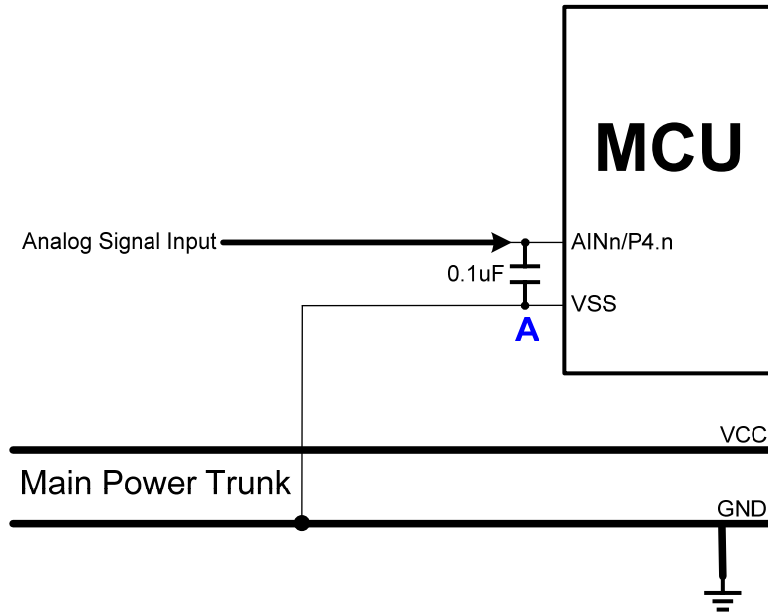 MCU
Analog Signal Input
AINn/P4.n
0.1uF
VSS
A
VCC
Main Power Trunk
GND